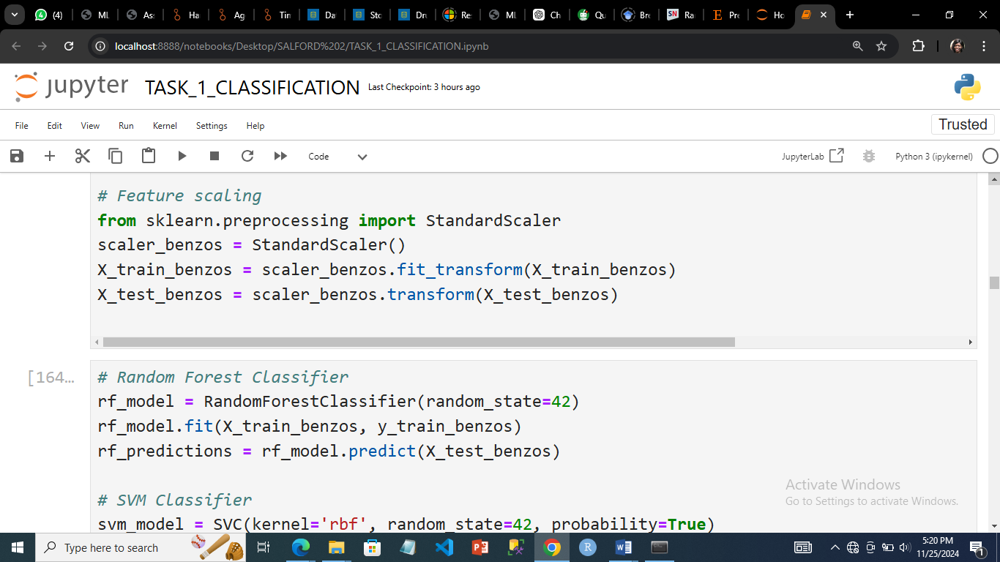 (4)
ML
Ass
Ha
Ag
Tim
Da
Sto
Dru
Re
ML
Ch
Qu
Bre
SN
Ra
Pre
Ho
localhost:8888/notebooks/Desktop/SALFORD%202/TASK_1_CLASSIFICATION.ipynb
jupyter TASK_1_CLASSIFICATION Last Checkpoint: 3 hours ago
File Edit View Run Kernel Settings Help Trusted
Code JupyterLab Python 3 (ipykernel)
# Feature scaling
from sklearn.preprocessing import StandardScaler
scaler_benzos = StandardScaler()
X_train_benzos = scaler_benzos.fit_transform(X_train_benzos)
X_test_benzos = scaler_benzos.transform(X_test_benzos)
[164…
# Random Forest Classifier
rf_model = RandomForestClassifier(random_state=42)
rf_model.fit(X_train_benzos, y_train_benzos)
rf_predictions = rf_model.predict(X_test_benzos)
# SVM Classifier
svm_model = SVC(kernel='rbf', random_state=42, probability=True)
Activate Windows
Go to Settings to activate Windows.
Type here to search
5:20 PM
11/25/2024
1